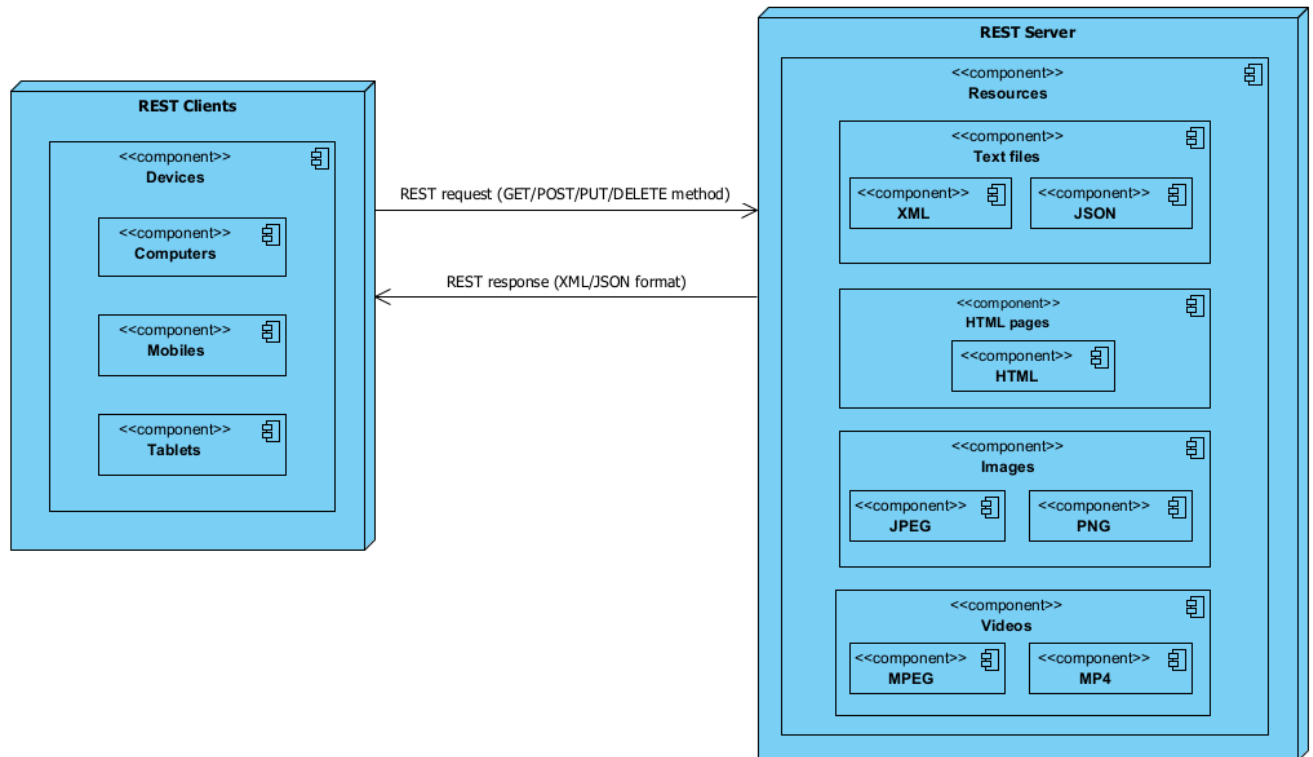 REST Clients
<<component>>
Devices
<<component>>
Computers
<<component>>
Mobiles
<<component>>
Tablets
REST request (GET/POST/PUT/DELETE method)
REST response (XML/JSON format)
REST Server
<<component>>
Resources
<<component>>
Text files
<<component>>
XML
<<component>>
JSON
<<component>>
HTML pages
<<component>>
HTML
<<component>>
Images
<<component>>
JPEG
<<component>>
PNG
<<component>>
Videos
<<component>>
MPEG
<<component>>
MP4